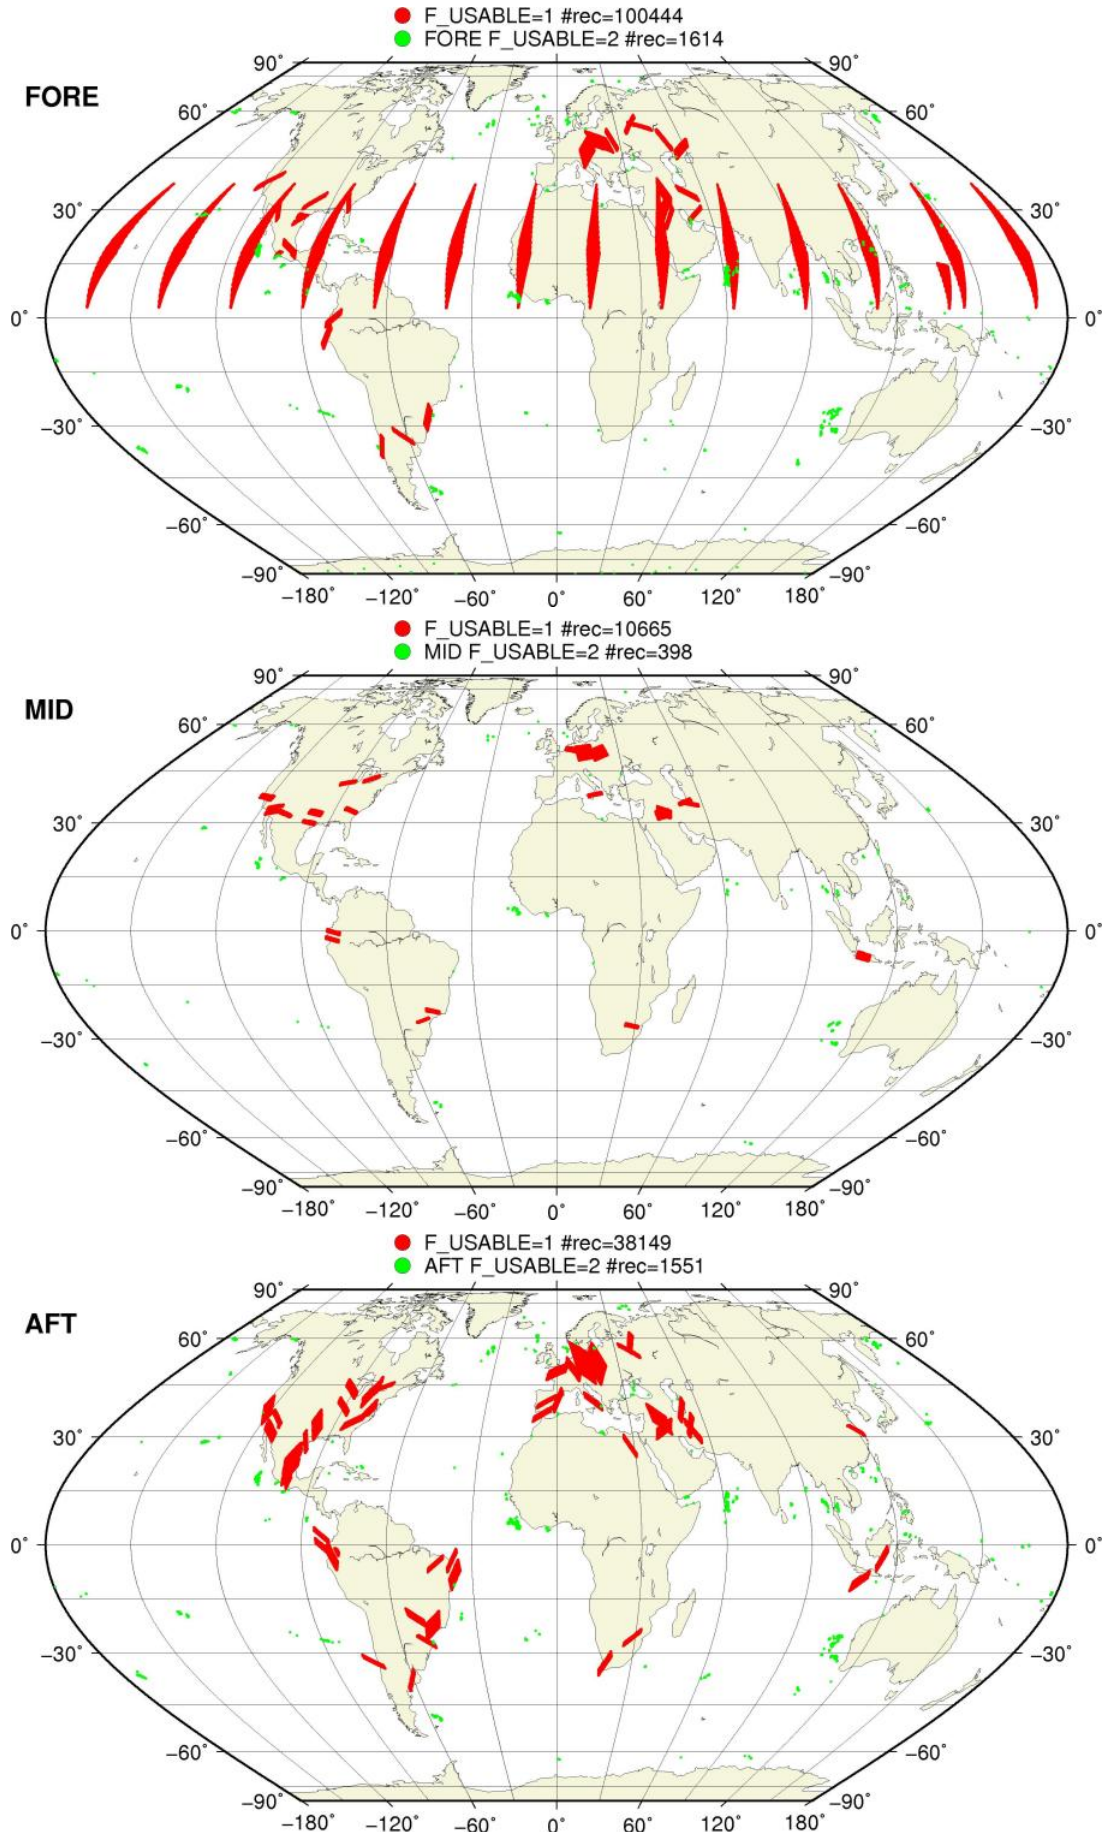 F_USABLE=1 #rec=100444
FORE F_USABLE=2 #rec=1614
FORE
90° 90°
60° 60°
30° 30°
0° 0°
−30° −30°
−60° −60°
−90° −90°
−180° −120° −60° 0° 60° 120° 180°
F_USABLE=1 #rec=10665
MID F_USABLE=2 #rec=398
MID
90° 90°
60° 60°
30° 30°
0° 0°
−30° −30°
−60° −60°
−90° −90°
−180° −120° −60° 0° 60° 120° 180°
F_USABLE=1 #rec=38149
AFT F_USABLE=2 #rec=1551
AFT
90° 90°
60° 60°
30° 30°
0° 0°
−30° −30°
−60° −60°
−90° −90°
−180° −120° −60° 0° 60° 120° 180°